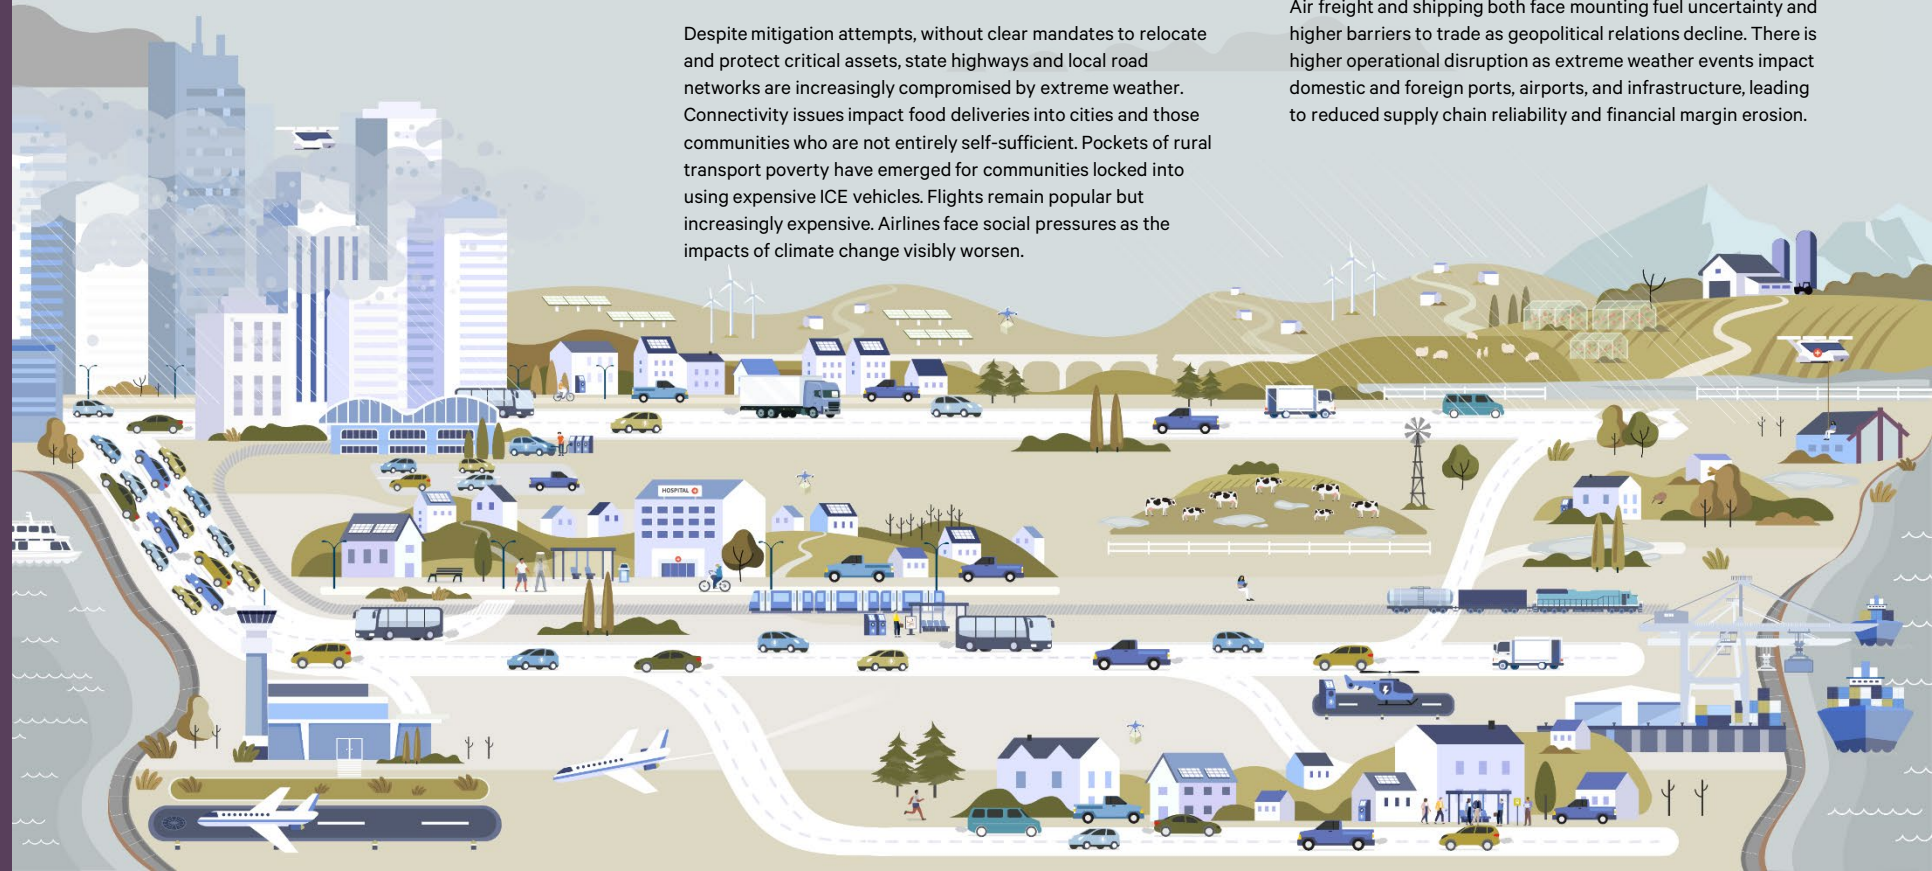 Despite mitigation attempts, without clear mandates to relocate
and protect critical assets, state highways and local road
networks are increasingly compromised by extreme weather.
Connectivity issues impact food deliveries into cities and those
communities who are not entirely self-sufficient. Pockets of rural
transport poverty have emerged for communities locked into
using expensive ICE vehicles. Flights remain popular but
increasingly expensive. Airlines face social pressures as the
impacts of climate change visibly worsen.
Air freight and shipping both face mounting fuel uncertainty and
higher barriers to trade as geopolitical relations decline. There is
higher operational disruption as extreme weather events impact
domestic and foreign ports, airports, and infrastructure, leading
to reduced supply chain reliability and financial margin erosion.
HOSPITAL